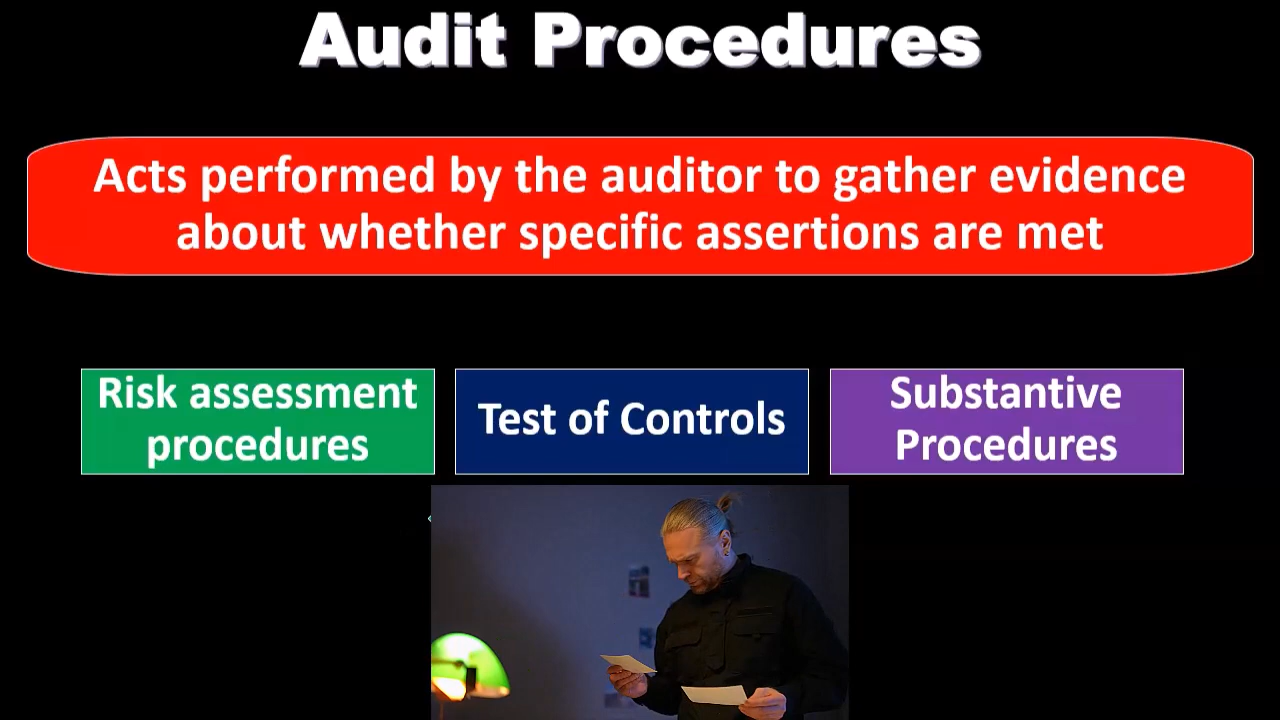 Audit Procedures
Acts performed by the auditor to gather evidence
about whether specific assertions are met
Risk assessment
procedures
Test of Controls
Substantive
Procedures